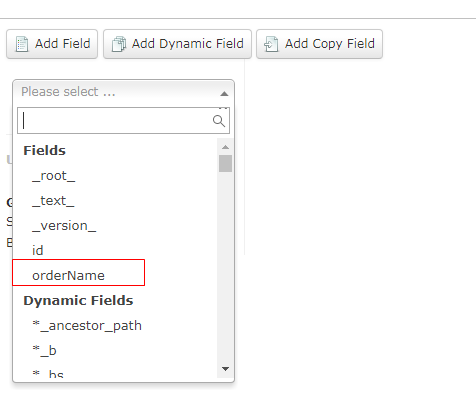 Add Field Add Dynamic Field Add Copy Field
Please select ...
Fields
_root_
_text_
_version_
id
orderName
Dynamic Fields
*_ancestor_path
*_b
*_bs